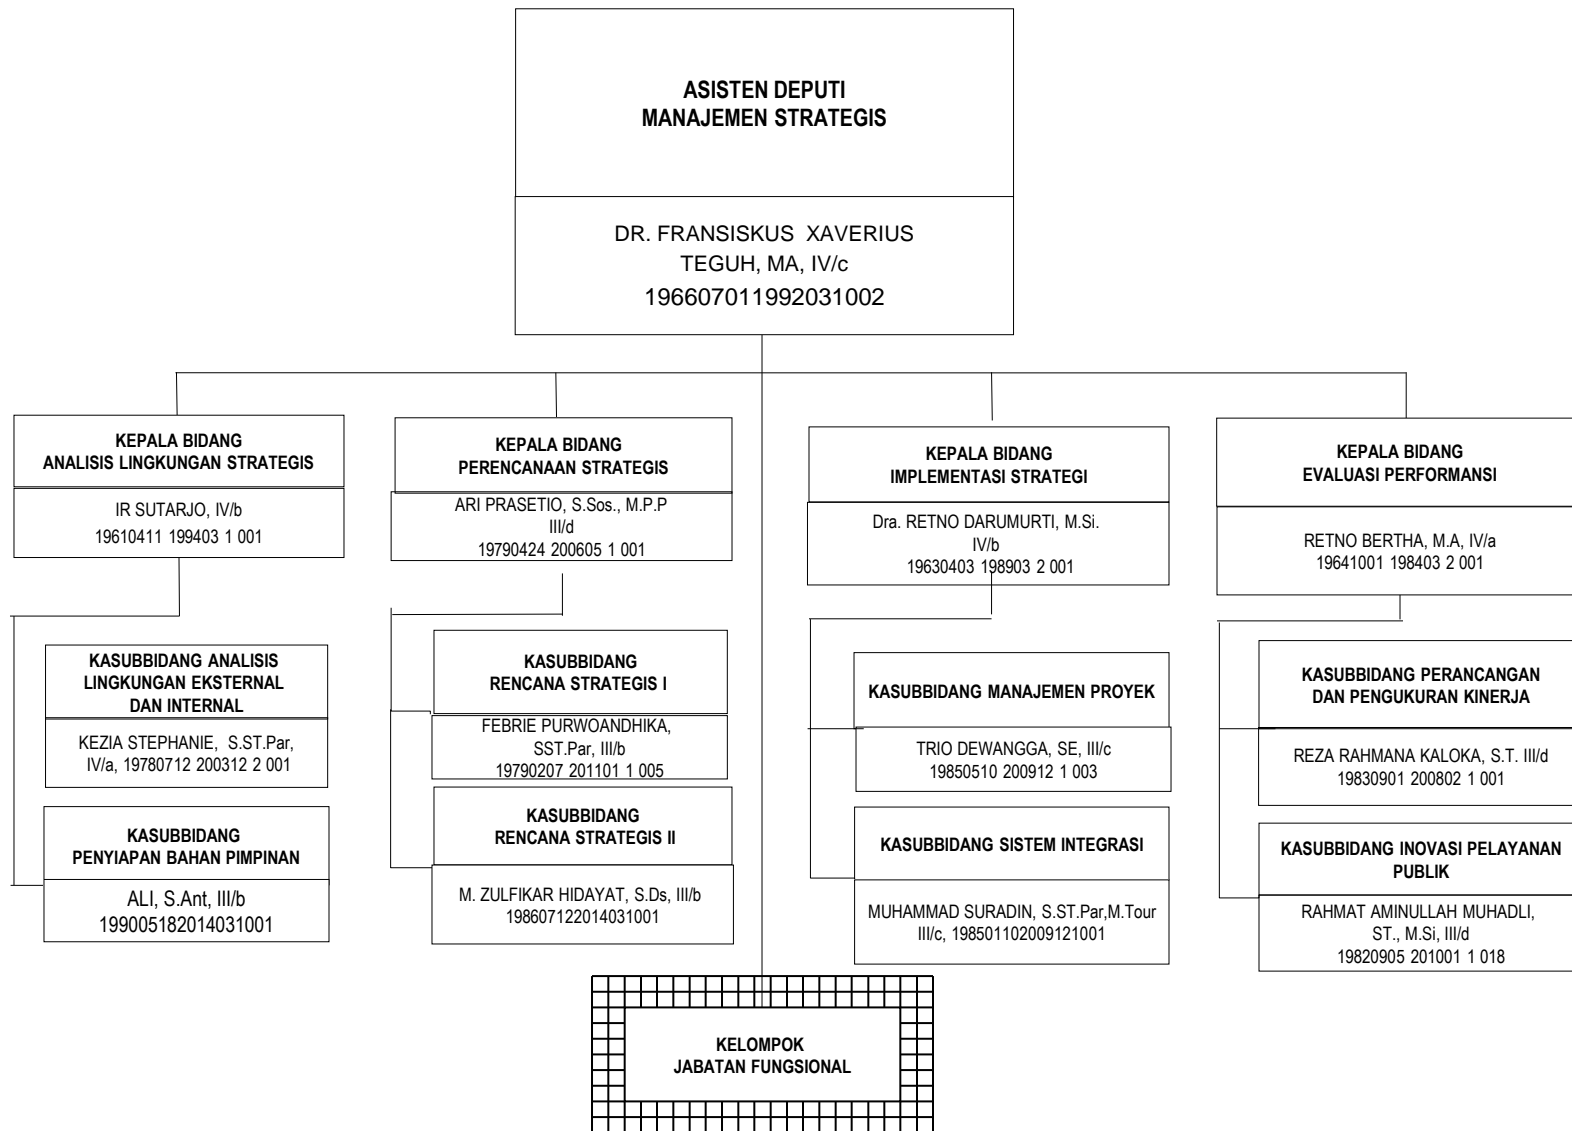 ASISTEN DEPUTI
MANAJEMEN STRATEGIS
DR. FRANSISKUS XAVERIUS
TEGUH, MA, IV/c
196607011992031002
KEPALA BIDANG
ANALISIS LINGKUNGAN STRATEGIS
IR SUTARJO, IV/b
19610411 199403 1 001
KASUBBIDANG ANALISIS
LINGKUNGAN EKSTERNAL
DAN INTERNAL
KEZIA STEPHANIE, S.ST.Par,
IV/a, 19780712 200312 2 001
KASUBBIDANG
PENYIAPAN BAHAN PIMPINAN
ALI, S.Ant, III/b
199005182014031001
KEPALA BIDANG
PERENCANAAN STRATEGIS
ARI PRASETIO, S.Sos., M.P.P
III/d
19790424 200605 1 001
KASUBBIDANG
RENCANA STRATEGIS I
FEBRIE PURWOANDHIKA,
SST.Par, III/b
19790207 201101 1 005
KASUBBIDANG
RENCANA STRATEGIS II
M. ZULFIKAR HIDAYAT, S.Ds, III/b
198607122014031001
KEPALA BIDANG
IMPLEMENTASI STRATEGI
Dra. RETNO DARUMURTI, M.Si.
IV/b
19630403 198903 2 001
KASUBBIDANG MANAJEMEN PROYEK
TRIO DEWANGGA, SE, III/c
19850510 200912 1 003
KASUBBIDANG SISTEM INTEGRASI
MUHAMMAD SURADIN, S.ST.Par,M.Tour
III/c, 198501102009121001
KEPALA BIDANG
EVALUASI PERFORMANSI
RETNO BERTHA, M.A, IV/a
19641001 198403 2 001
KASUBBIDANG PERANCANGAN
DAN PENGUKURAN KINERJA
REZA RAHMANA KALOKA, S.T. III/d
19830901 200802 1 001
KASUBBIDANG INOVASI PELAYANAN
PUBLIK
RAHMAT AMINULLAH MUHADLI,
ST., M.Si, III/d
19820905 201001 1 018
KELOMPOK
JABATAN FUNGSIONAL